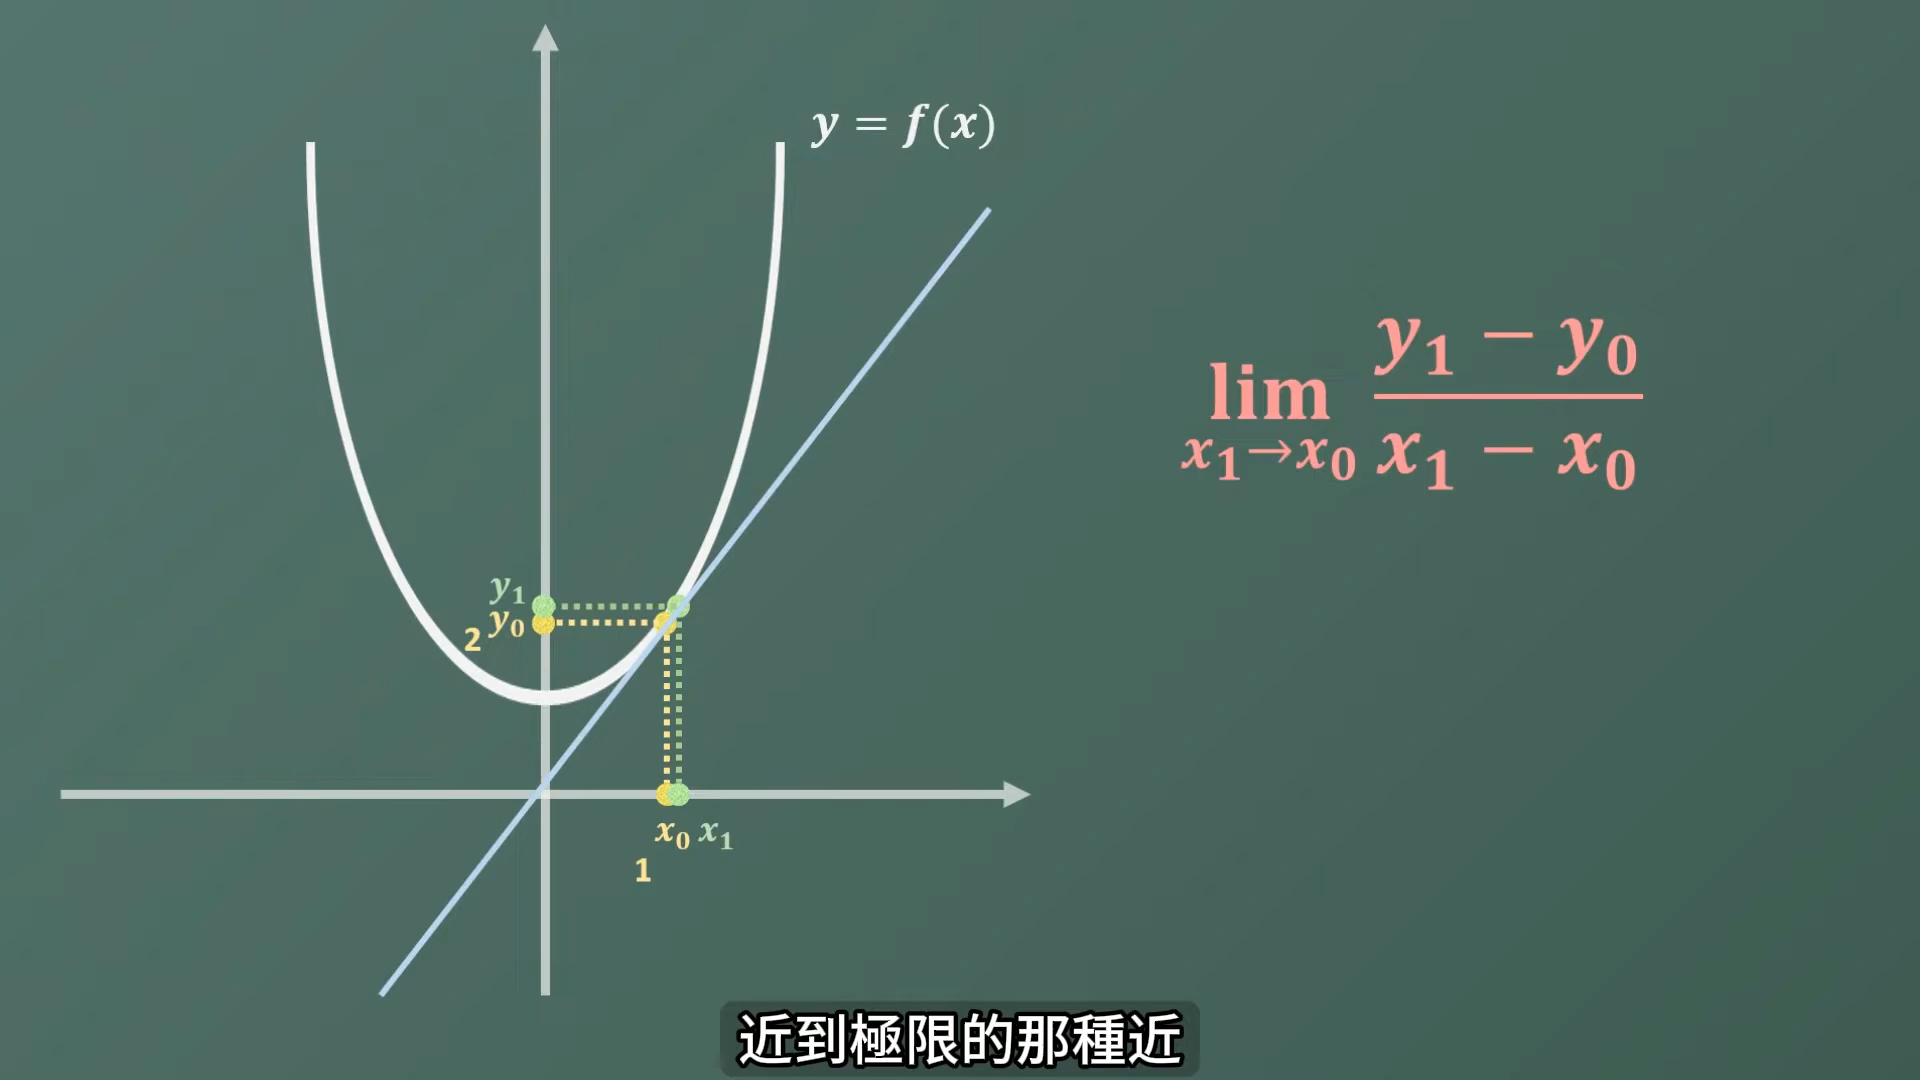 y = f(x)
lim x₁→x₀ (y₁ − y₀)/(x₁ − x₀)
y₁
2 y₀
x₀ x₁
1
近到極限的那種近